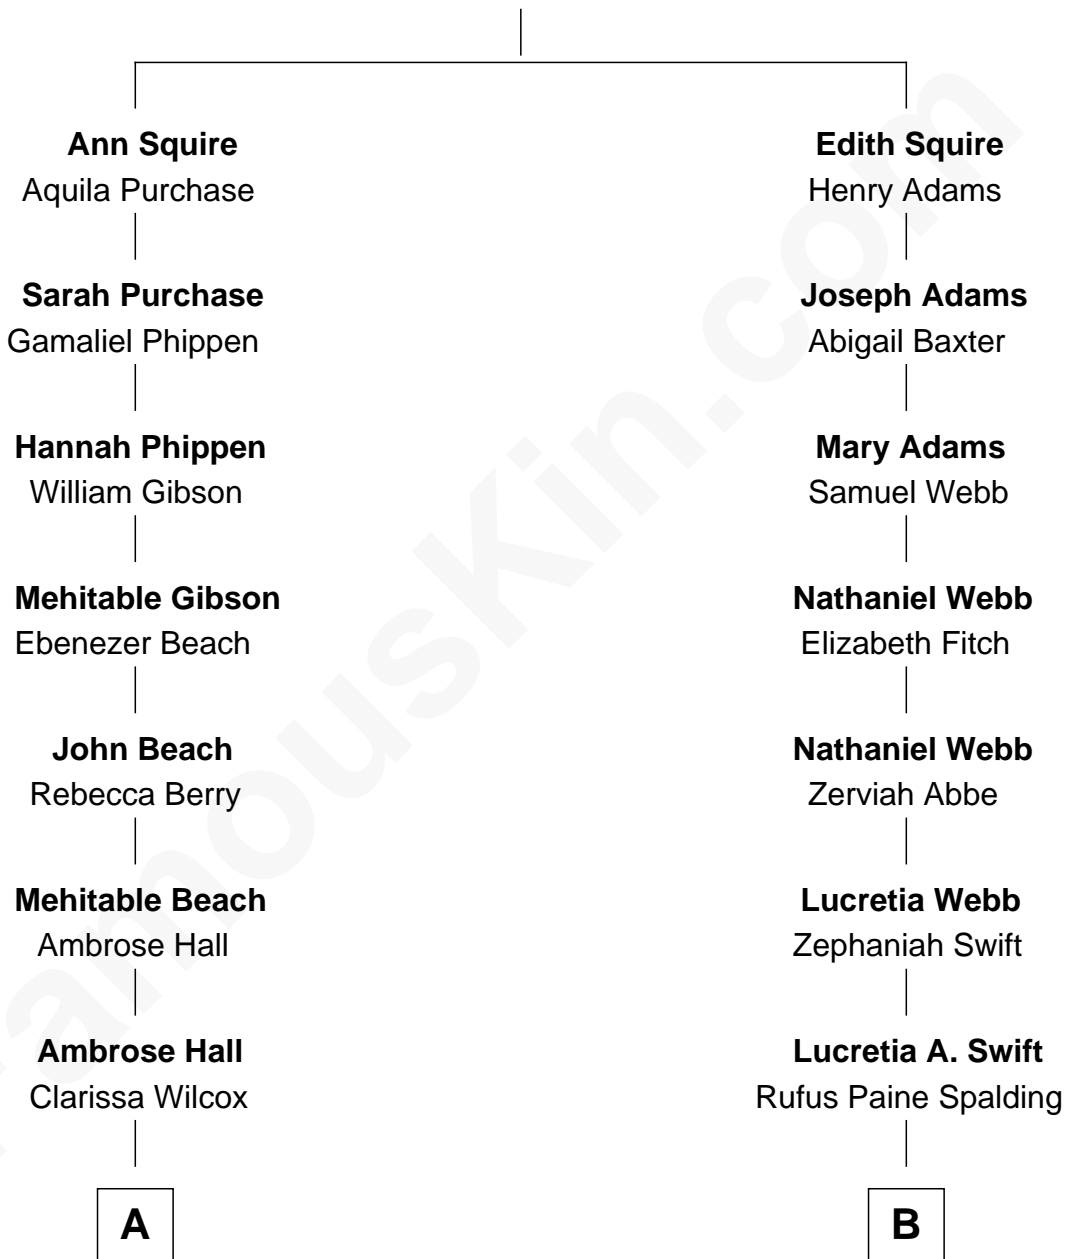 Ann Squire
Aquila Purchase
Sarah Purchase
Gamaliel Phippen
Hannah Phippen
William Gibson
Mehitable Gibson
Ebenezer Beach
John Beach
Rebecca Berry
Mehitable Beach
Ambrose Hall
Ambrose Hall
Clarissa Wilcox
A
Edith Squire
Henry Adams
Joseph Adams
Abigail Baxter
Mary Adams
Samuel Webb
Nathaniel Webb
Elizabeth Fitch
Nathaniel Webb
Zerviah Abbe
Lucretia Webb
Zephaniah Swift
Lucretia A. Swift
Rufus Paine Spalding
B
FamousKin.com